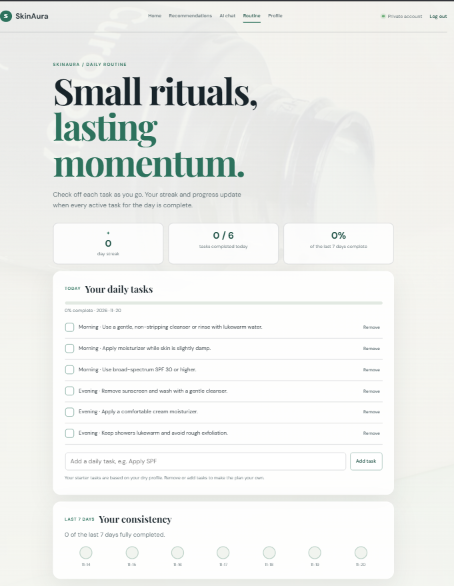 S SkinAura
Home Recommendations AI chat Routine Profile
Private account Log out
SKINAURA / DAILY ROUTINE
Small rituals,
lasting
momentum.
Check off each task as you go. Your streak and progress update
when every active task for the day is complete.
0
day streak
0 / 6
tasks completed today
0%
of the last 7 days complete
TODAY Your daily tasks
0% complete
Morning · Use a gentle, non-stripping cleanser or rinse with lukewarm water. Remove
Morning · Apply moisturizer while skin is slightly damp. Remove
Morning · Use broad-spectrum SPF 30 or higher. Remove
Evening · Remove sunscreen and wash with a gentle cleanser. Remove
Evening · Apply a comfortable cream moisturizer. Remove
Evening · Keep showers lukewarm and avoid rough exfoliation. Remove
Add a daily task, e.g. Apply SPF Add task
Your starter tasks are based on your dry profile. Remove or add tasks to make the plan your own.
LAST 7 DAYS Your consistency
0 of the last 7 days fully completed.